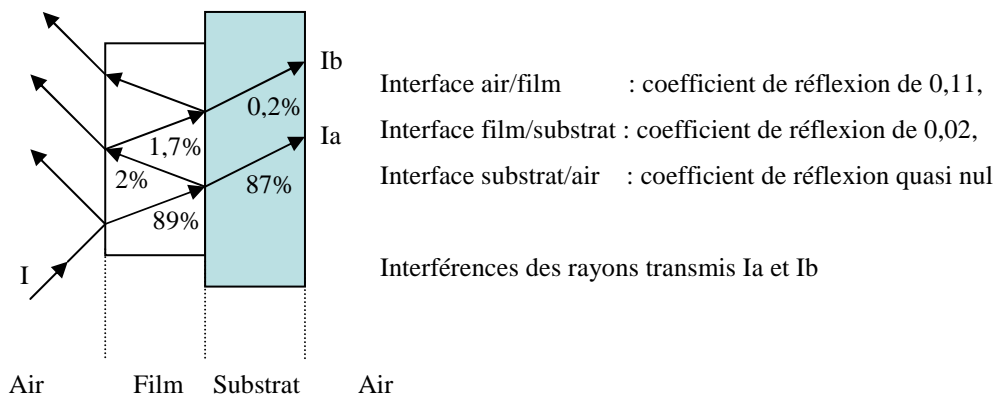 Ib
Interface air/film : coefficient de réflexion de 0,11,
0,2%
Interface film/substrat : coefficient de réflexion de 0,02,
Ia
1,7%
2%
87%
Interface substrat/air : coefficient de réflexion quasi nul
89%
I
Interférences des rayons transmis Ia et Ib
Air Film Substrat Air